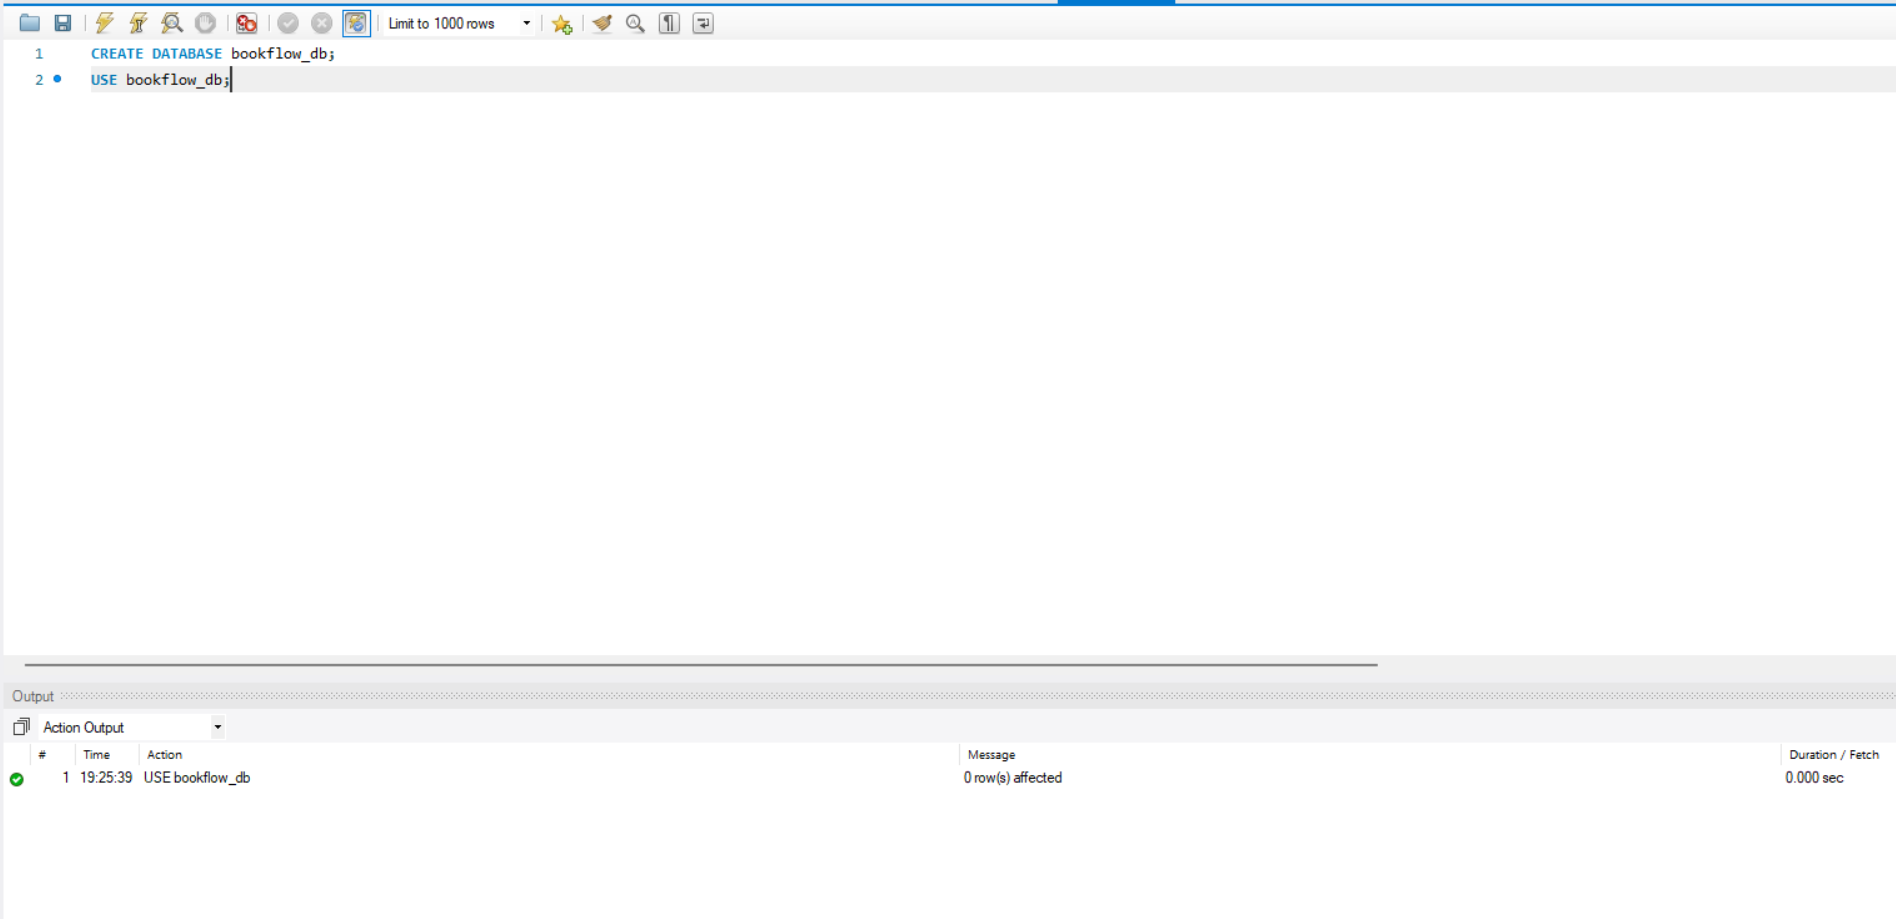 Limit to 1000 rows
1 CREATE DATABASE bookflow_db;
2 USE bookflow_db;
Output
Action Output
# Time Action Message Duration / Fetch
1 19:25:39 USE bookflow_db 0 row(s) affected 0.000 sec